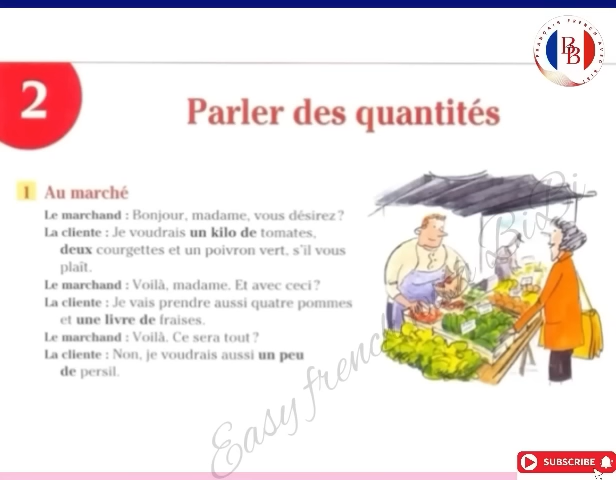 2
Parler des quantités
1 Au marché
Le marchand : Bonjour, madame, vous désirez ?
La cliente : Je voudrais un kilo de tomates,
deux courgettes et un poivron vert, s'il vous
plaît.
Le marchand : Voilà, madame. Et avec ceci ?
La cliente : Je vais prendre aussi quatre pommes
et une livre de fraises.
Le marchand : Voilà. Ce sera tout ?
La cliente : Non, je voudrais aussi un peu
de persil.
Easy french
BiBi
BB
SUBSCRIBE